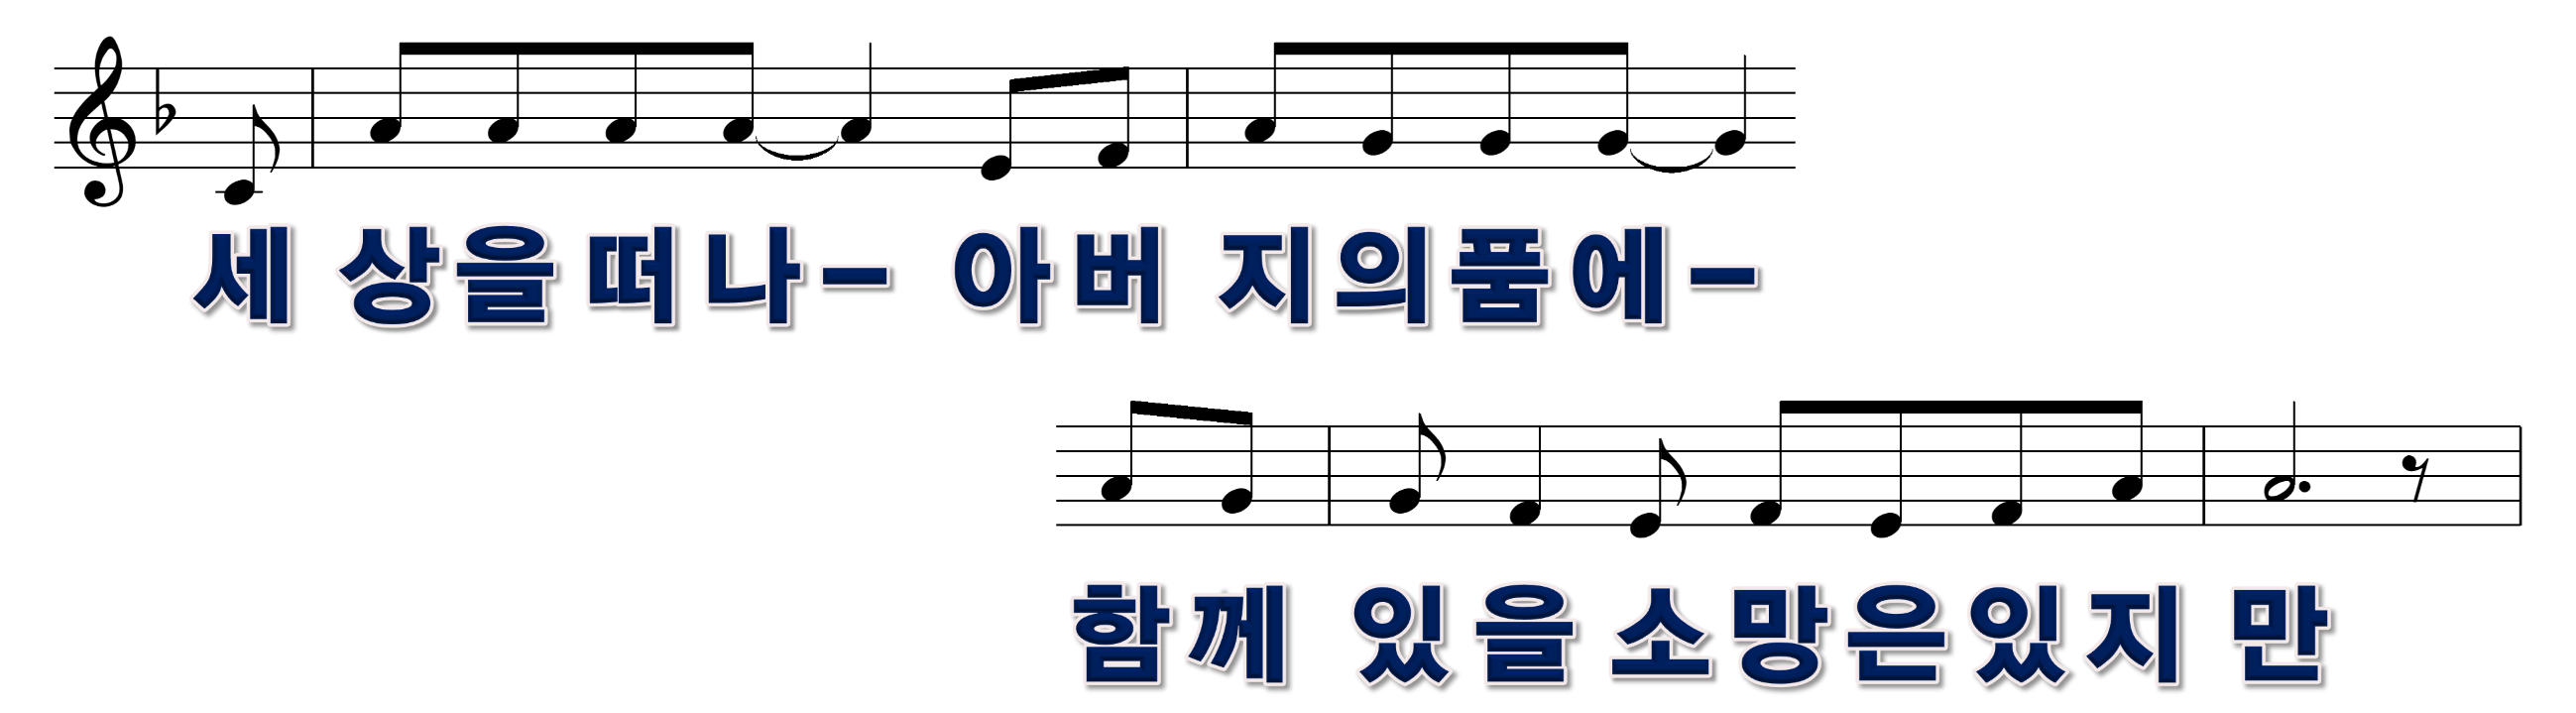 세 상을떠나- 아버 지의품에-
함께 있을 소망은있지 만